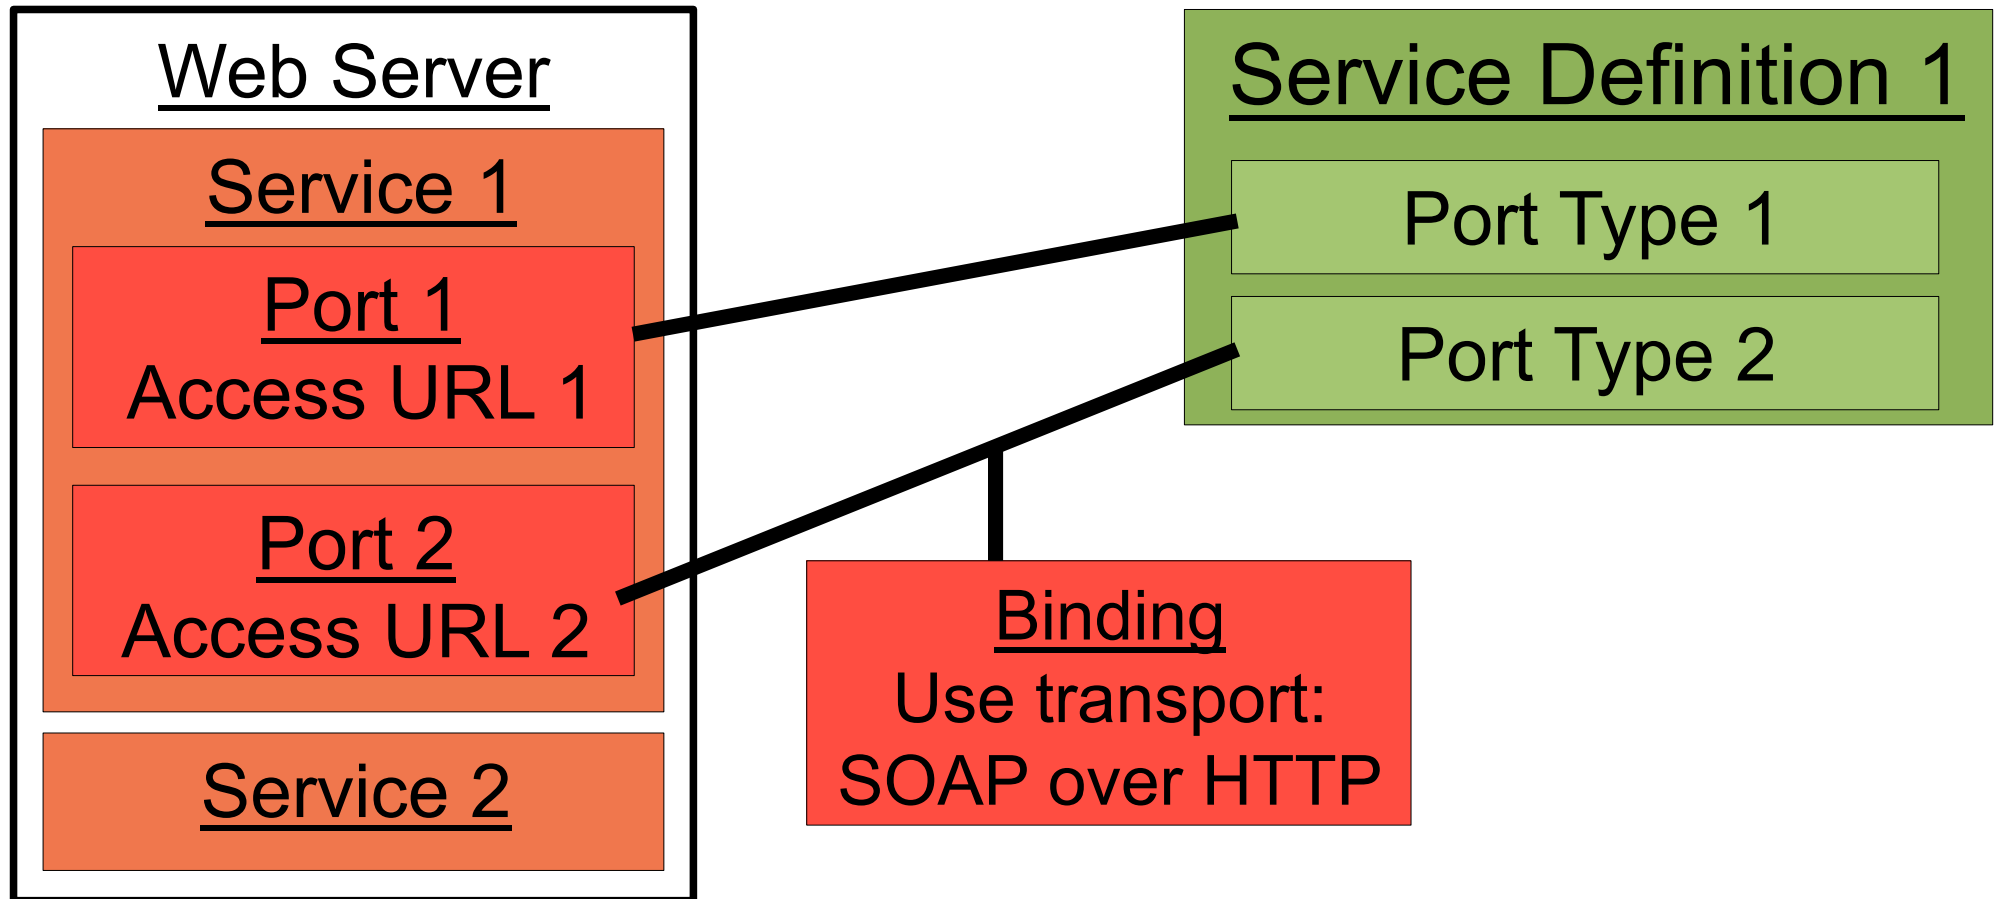 Web Server
Service 1
Port 1
Access URL 1
Port 2
Access URL 2
Service 2
Service Definition 1
Port Type 1
Port Type 2
Binding
Use transport:
SOAP over HTTP